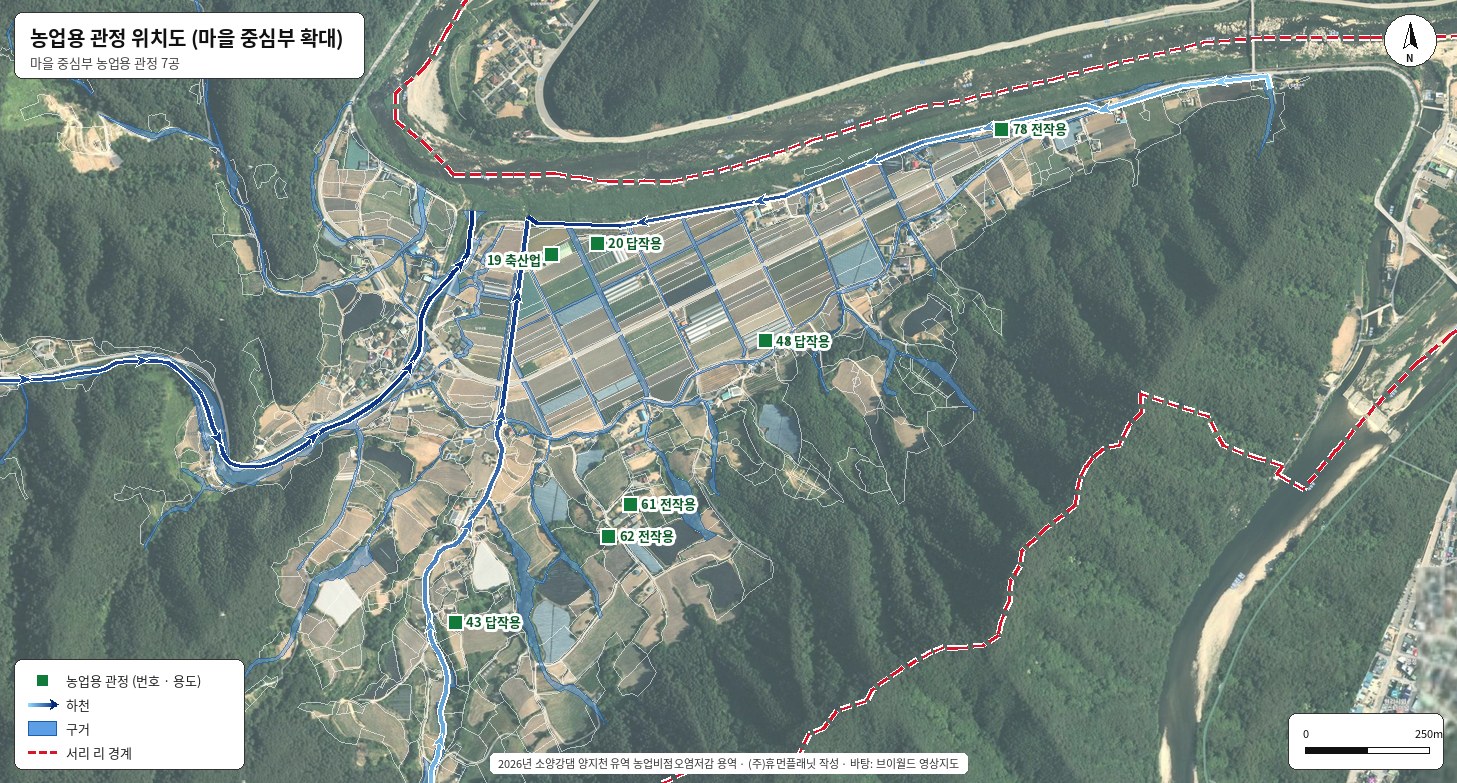 농업용 관정 위치도 (마을 중심부 확대)
마을 중심부 농업용 관정 7공
N
78 전작용
20 답작용
19 축산업
48 답작용
61 전작용
62 전작용
43 답작용
농업용 관정 (번호 · 용도)
하천
구거
서리 리 경계
0 250m
2026년 소양강댐 양지천 유역 농업비점오염저감 용역 · (주)휴먼플래닛 작성 · 바탕: 브이월드 영상지도